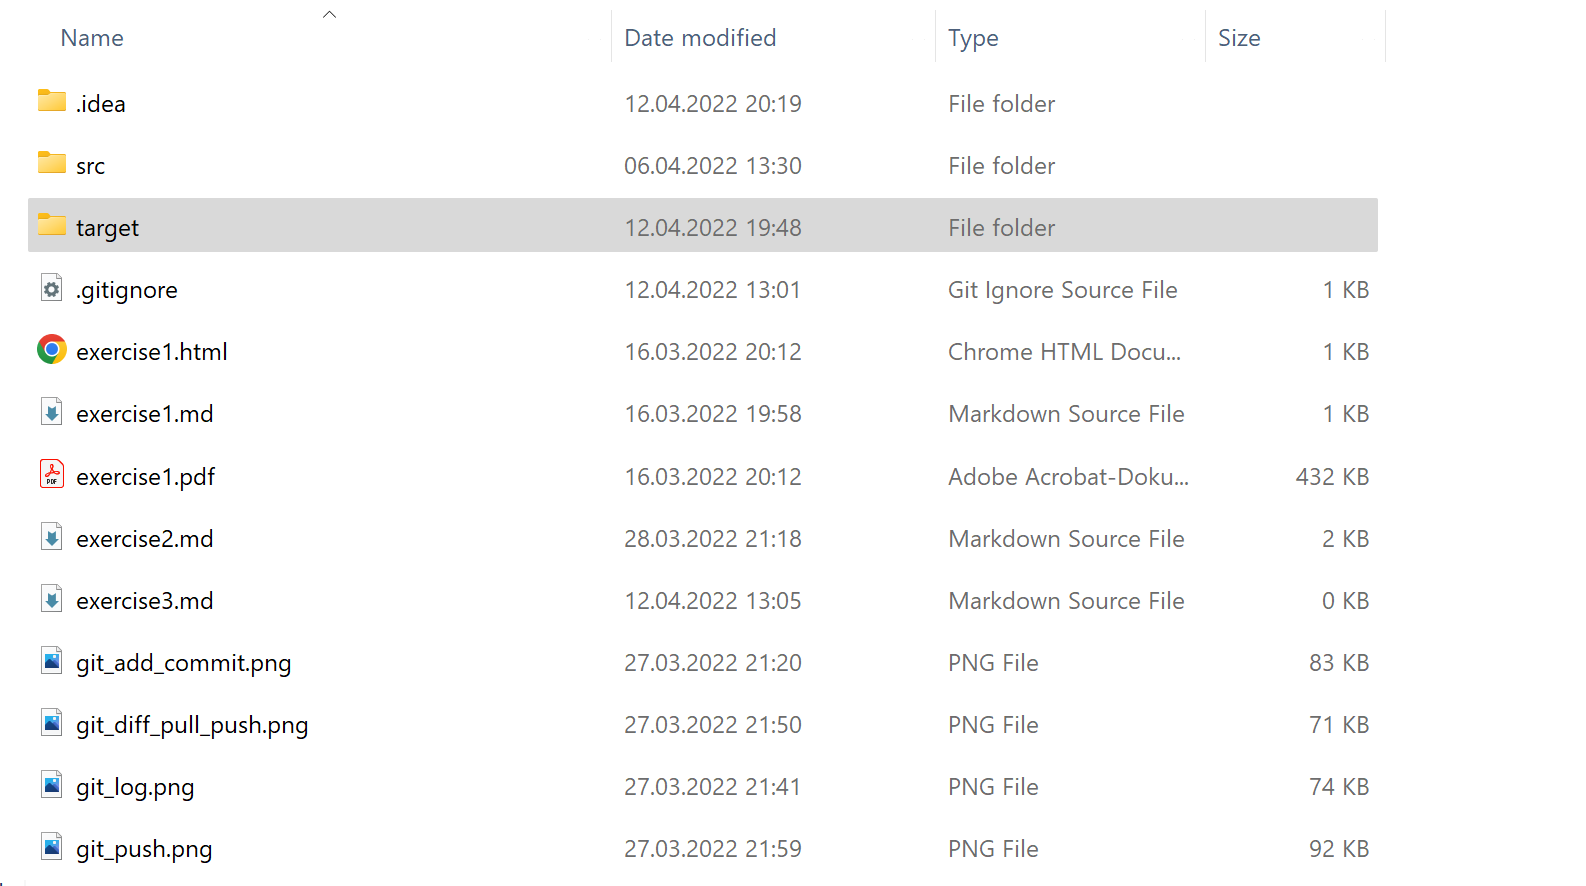 Name Date modified Type Size
.idea 12.04.2022 20:19 File folder
src 06.04.2022 13:30 File folder
target 12.04.2022 19:48 File folder
.gitignore 12.04.2022 13:01 Git Ignore Source File 1 KB
exercise1.html 16.03.2022 20:12 Chrome HTML Docu... 1 KB
exercise1.md 16.03.2022 19:58 Markdown Source File 1 KB
PDF exercise1.pdf 16.03.2022 20:12 Adobe Acrobat-Doku... 432 KB
exercise2.md 28.03.2022 21:18 Markdown Source File 2 KB
exercise3.md 12.04.2022 13:05 Markdown Source File 0 KB
git_add_commit.png 27.03.2022 21:20 PNG File 83 KB
git_diff_pull_push.png 27.03.2022 21:50 PNG File 71 KB
git_log.png 27.03.2022 21:41 PNG File 74 KB
git_push.png 27.03.2022 21:59 PNG File 92 KB